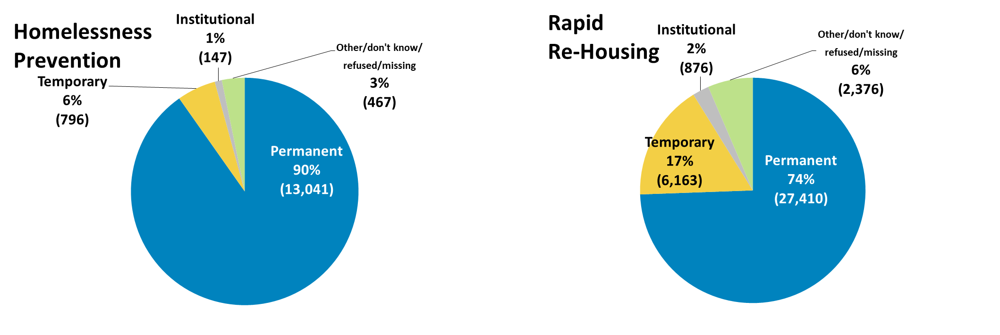 Homelessness
Prevention
Institutional
1%
(147)
Other/don't know/
refused/missing
3%
(467)
Temporary
6%
(796)
Permanent
90%
(13,041)
Rapid
Re-Housing
Institutional
2%
(876)
Other/don't know/
refused/missing
6%
(2,376)
Temporary
17%
(6,163)
Permanent
74%
(27,410)